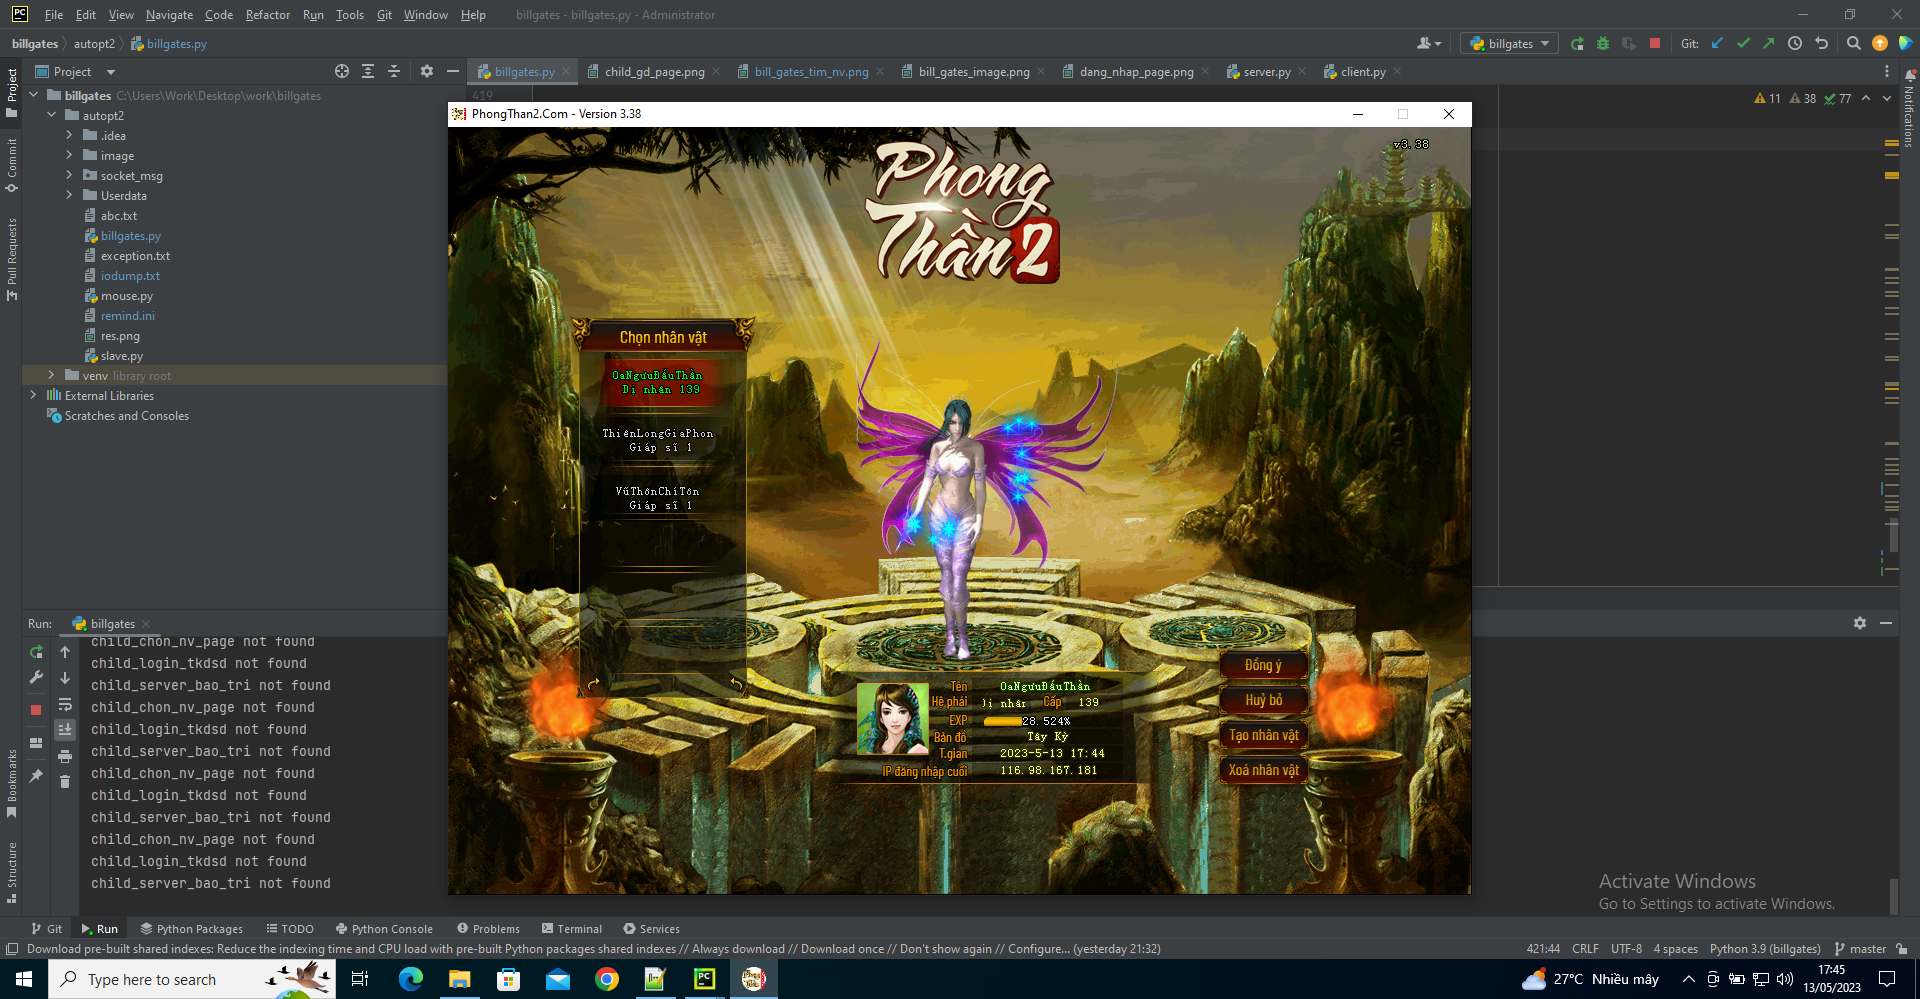 File Edit View Navigate Code Refactor Run Tools Git Window Help billgates - billgates.py - Administrator
billgates autopt2 billgates.py billgates Git:
Project billgates.py child_gd_page.png bill_gates_tim_nv.png bill_gates_image.png dang_nhap_page.png server.py client.py
419 11 38 77
billgates C:\Users\Work\Desktop\work\billgates
autopt2
.idea
image
socket_msg
Userdata
abc.txt
billgates.py
exception.txt
iodump.txt
mouse.py
remind.ini
res.png
slave.py
venv library root
External Libraries
Scratches and Consoles
Project
Commit
Pull Requests
Bookmarks
Structure
Notifications
PhongThan2.Com - Version 3.38
v3.38
Phong
Thần 2
Chọn nhân vật
OaNgưuĐấuThần
Dị nhân 139
ThiênLongGiaPhon
Giáp sĩ 1
VũThônChíTôn
Giáp sĩ 1
Tên OaNgưuĐấuThần
Hệ phái Dị nhân Cấp 139
EXP 28.524%
Bản đồ Tây Kỳ
T.gian 2023-5-13 17:44
IP đăng nhập cuối 116.98.167.181
Đồng ý
Huỷ bỏ
Tạo nhân vật
Xoá nhân vật
Run: billgates
child_chon_nv_page not found
child_login_tkdsd not found
child_server_bao_tri not found
child_chon_nv_page not found
child_login_tkdsd not found
child_server_bao_tri not found
child_chon_nv_page not found
child_login_tkdsd not found
child_server_bao_tri not found
child_chon_nv_page not found
child_login_tkdsd not found
child_server_bao_tri not found
Activate Windows
Go to Settings to activate Windows.
Git Run Python Packages TODO Python Console Problems Terminal Services
Download pre-built shared indexes: Reduce the indexing time and CPU load with pre-built Python packages shared indexes // Always download // Download once // Don't show again // Configure... (yesterday 21:32) 421:44 CRLF UTF-8 4 spaces Python 3.9 (billgates) master
Type here to search 27°C Nhiều mây 17:45
13/05/2023